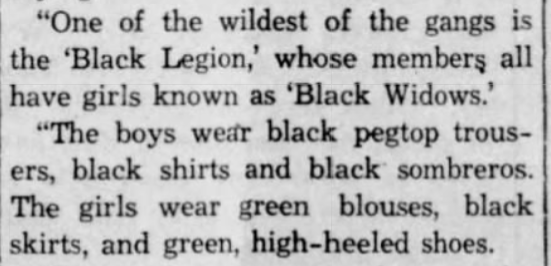 “One of the wildest of the gangs is
the ‘Black Legion,’ whose members all
have girls known as ‘Black Widows.’
“The boys wear black pegtop trous-
ers, black shirts and black sombreros.
The girls wear green blouses, black
skirts, and green, high-heeled shoes.